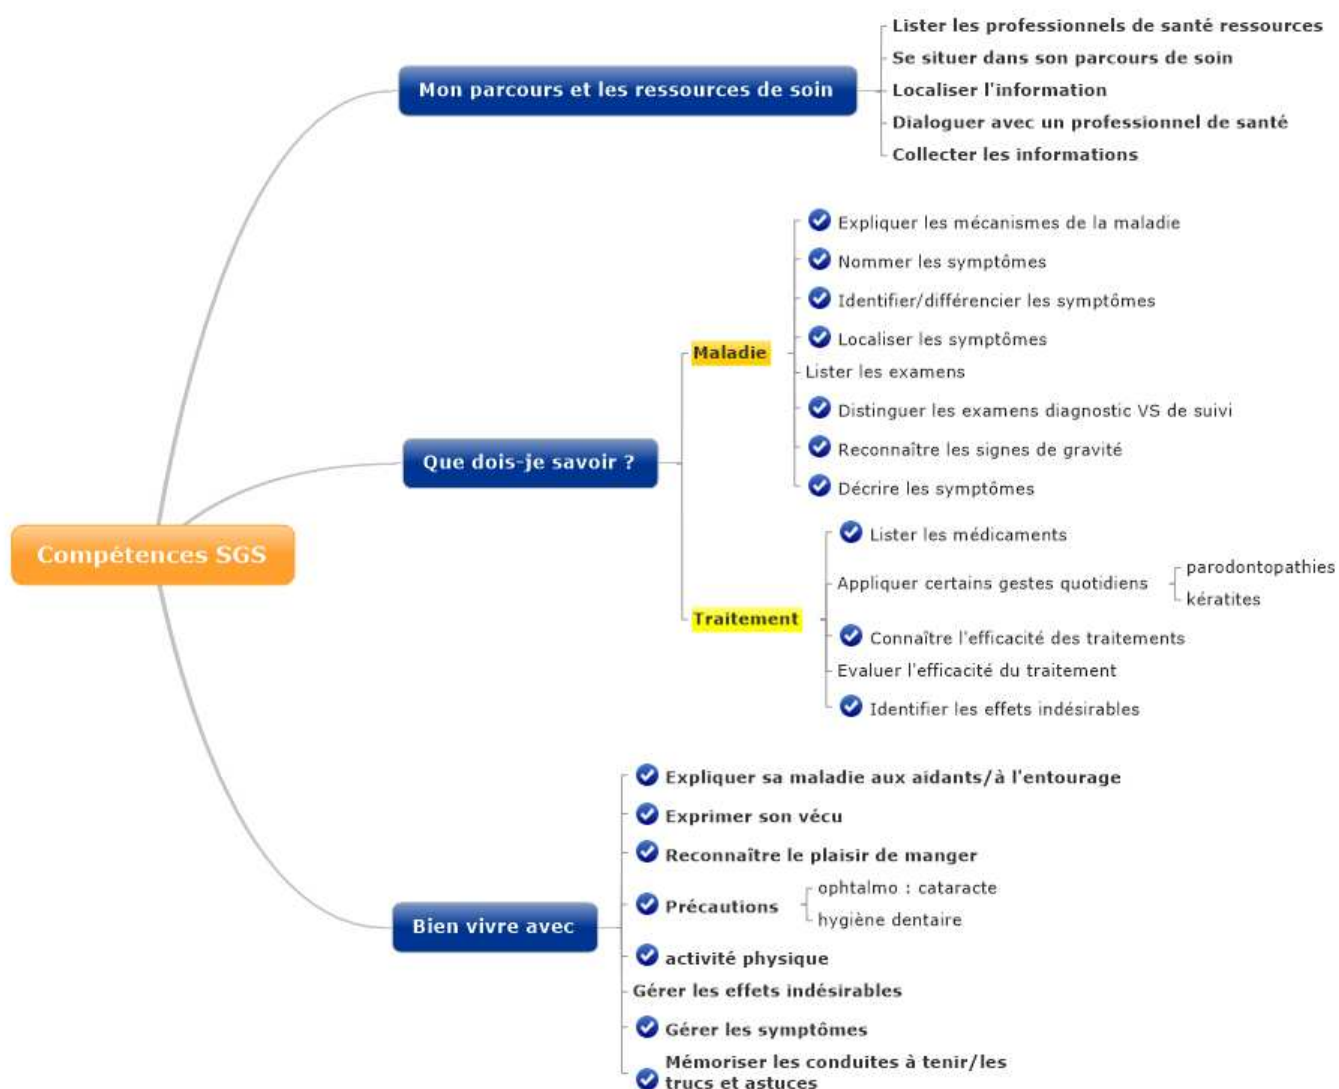 Lister les professionnels de santé ressources
Se situer dans son parcours de soin
Mon parcours et les ressources de soin
Localiser l'information
Dialoguer avec un professionnel de santé
Collecter les informations
Expliquer les mécanismes de la maladie
Nommer les symptômes
Identifier/différencier les symptômes
Localiser les symptômes
Maladie
Lister les examens
Distinguer les examens diagnostic VS de suivi
Reconnaître les signes de gravité
Que dois-je savoir ?
Décrire les symptômes
Compétences SGS
Lister les médicaments
Appliquer certains gestes quotidiens
parodontopathies
kératites
Traitement
Connaître l'efficacité des traitements
Evaluer l'efficacité du traitement
Identifier les effets indésirables
Expliquer sa maladie aux aidants/à l'entourage
Exprimer son vécu
Reconnaître le plaisir de manger
Précautions
ophtalmo : cataracte
hygiène dentaire
Bien vivre avec
activité physique
Gérer les effets indésirables
Gérer les symptômes
Mémoriser les conduites à tenir/les
trucs et astuces